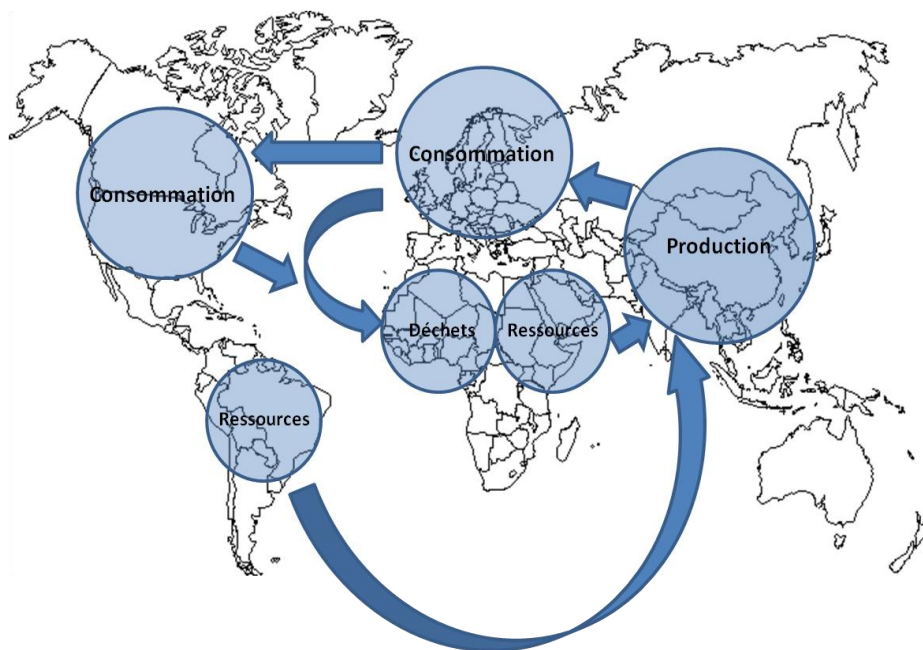 Consommation
Consommation
Production
Déchets
Ressources
Ressources